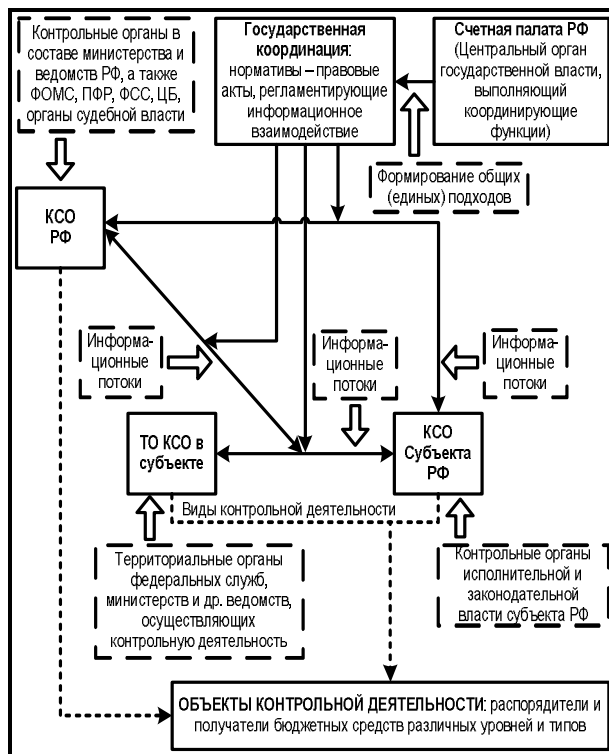 Контрольные органы в
составе министерства и
ведомств РФ, а также
ФОМС, ПФР, ФСС, ЦБ,
органы судебной власти
Государственная
координация:
нормативы – правовые
акты, регламентирующие
информационное
взаимодействие
Счетная палата РФ
(Центральный орган
государственной власти,
выполняющий
координирующие
функции)
Формирование общих
(единых) подходов
КСО
РФ
Информа-
ционные
потоки
Информа-
ционные
потоки
Информа-
ционные
потоки
ТО КСО в
субъекте
КСО
Субъекта
РФ
Виды контрольной деятельности
Территориальные органы
федеральных служб,
министерств и др. ведомств,
осуществляющих
контрольную деятельность
Контрольные органы
исполнительной и
законодательной
власти субъекта РФ
ОБЪЕКТЫ КОНТРОЛЬНОЙ ДЕЯТЕЛЬНОСТИ: распорядители и
получатели бюджетных средств различных уровней и типов